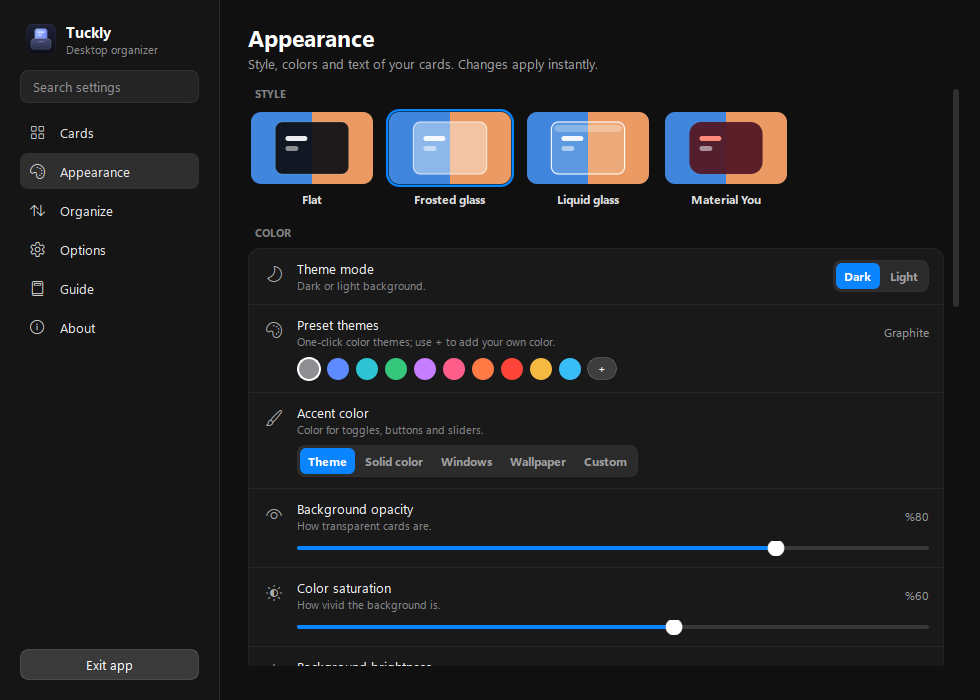 Tuckly
Desktop organizer
Search settings
Cards
Appearance
Organize
Options
Guide
About
Exit app
Appearance
Style, colors and text of your cards. Changes apply instantly.
STYLE
Flat
Frosted glass
Liquid glass
Material You
COLOR
Theme mode
Dark or light background.
Dark
Light
Preset themes
One-click color themes; use + to add your own color.
Graphite
+
Accent color
Color for toggles, buttons and sliders.
Theme
Solid color
Windows
Wallpaper
Custom
Background opacity
How transparent cards are.
%80
Color saturation
How vivid the background is.
%60
Background brightness